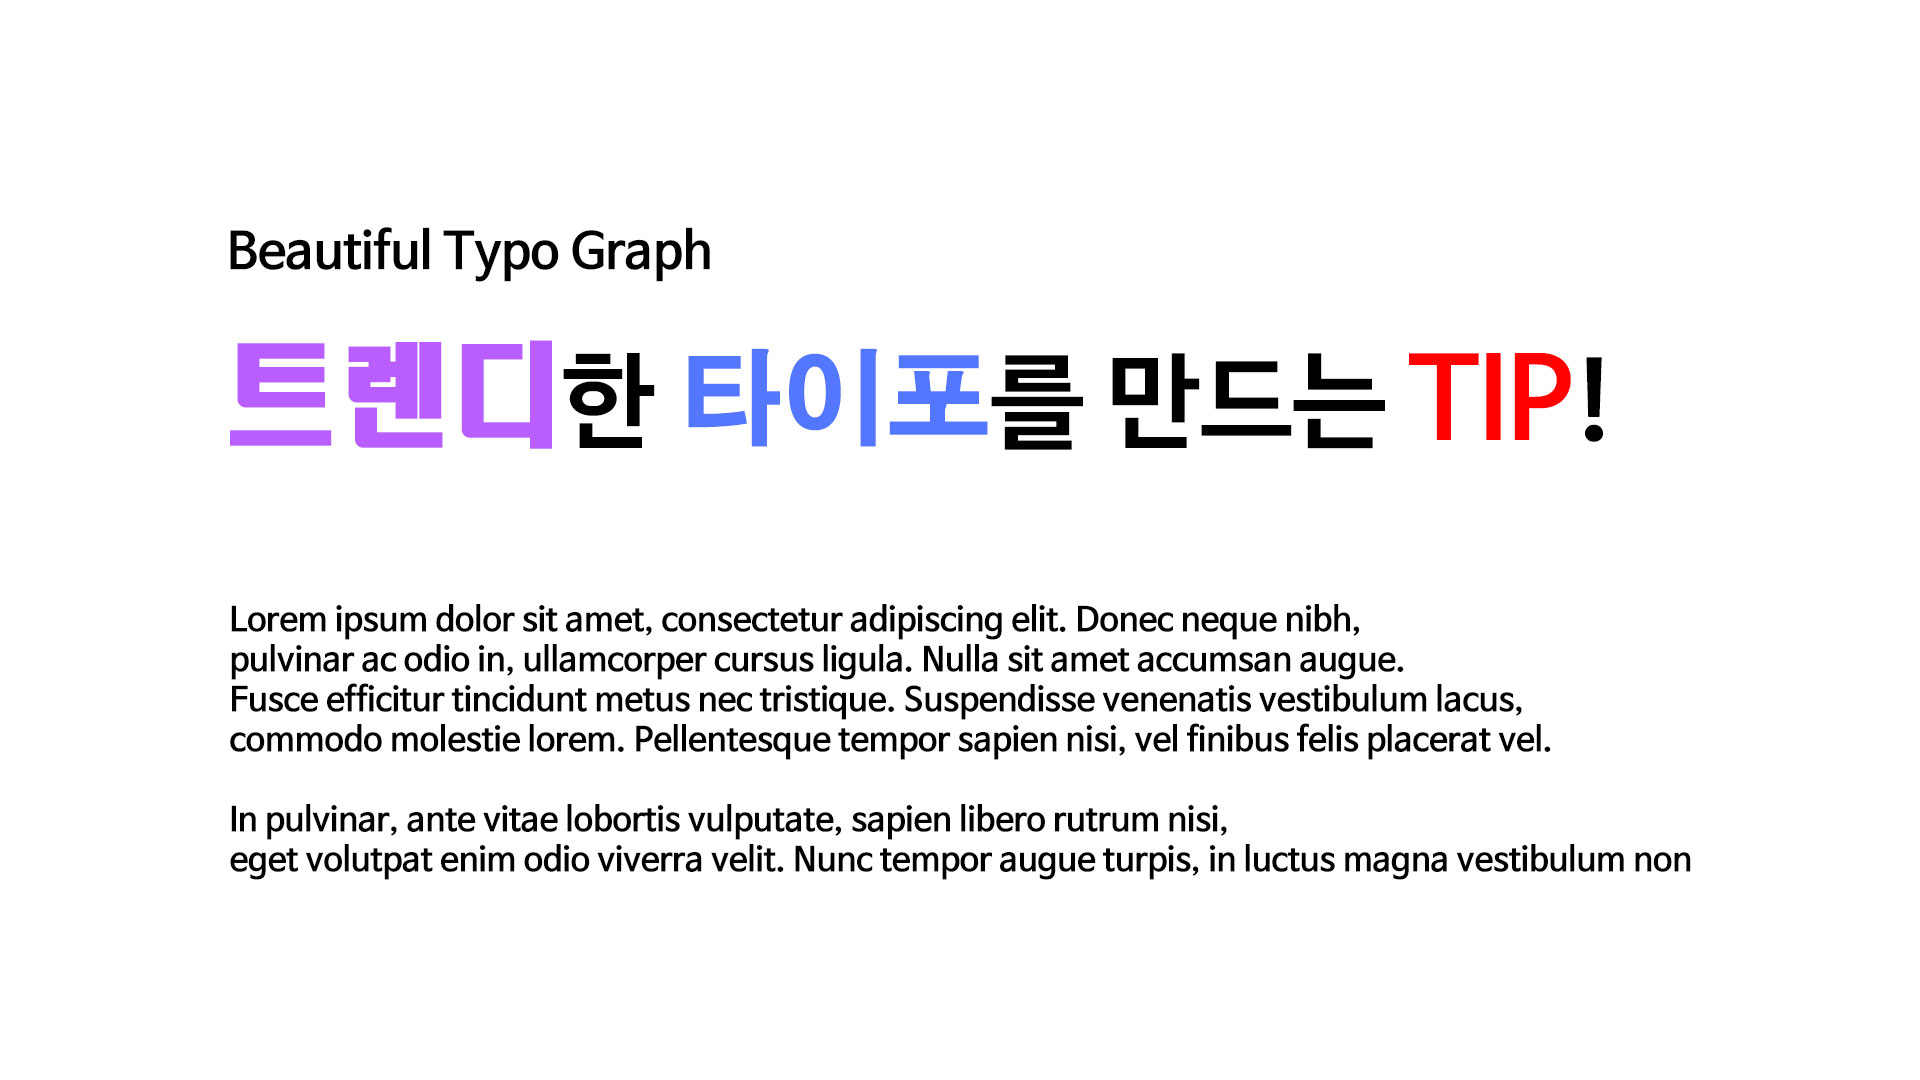 Beautiful Typo Graph
트렌디한 타이포를 만드는 TIP!
Lorem ipsum dolor sit amet, consectetur adipiscing elit. Donec neque nibh,
pulvinar ac odio in, ullamcorper cursus ligula. Nulla sit amet accumsan augue.
Fusce efficitur tincidunt metus nec tristique. Suspendisse venenatis vestibulum lacus,
commodo molestie lorem. Pellentesque tempor sapien nisi, vel finibus felis placerat vel.
In pulvinar, ante vitae lobortis vulputate, sapien libero rutrum nisi,
eget volutpat enim odio viverra velit. Nunc tempor augue turpis, in luctus magna vestibulum non